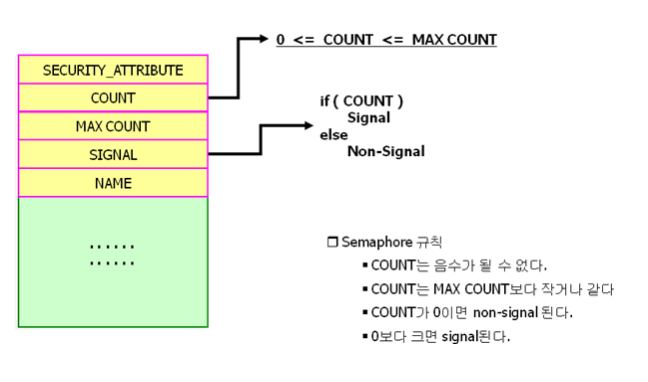 0 <= COUNT <= MAX COUNT
SECURITY_ATTRIBUTE
COUNT
MAX COUNT
SIGNAL
NAME
......
......
if ( COUNT )
Signal
else
Non-Signal
❒ Semaphore 규칙
▪ COUNT는 음수가 될 수 없다.
▪ COUNT는 MAX COUNT보다 작거나 같다
▪ COUNT가 0이면 non-signal 된다.
▪ 0보다 크면 signal된다.